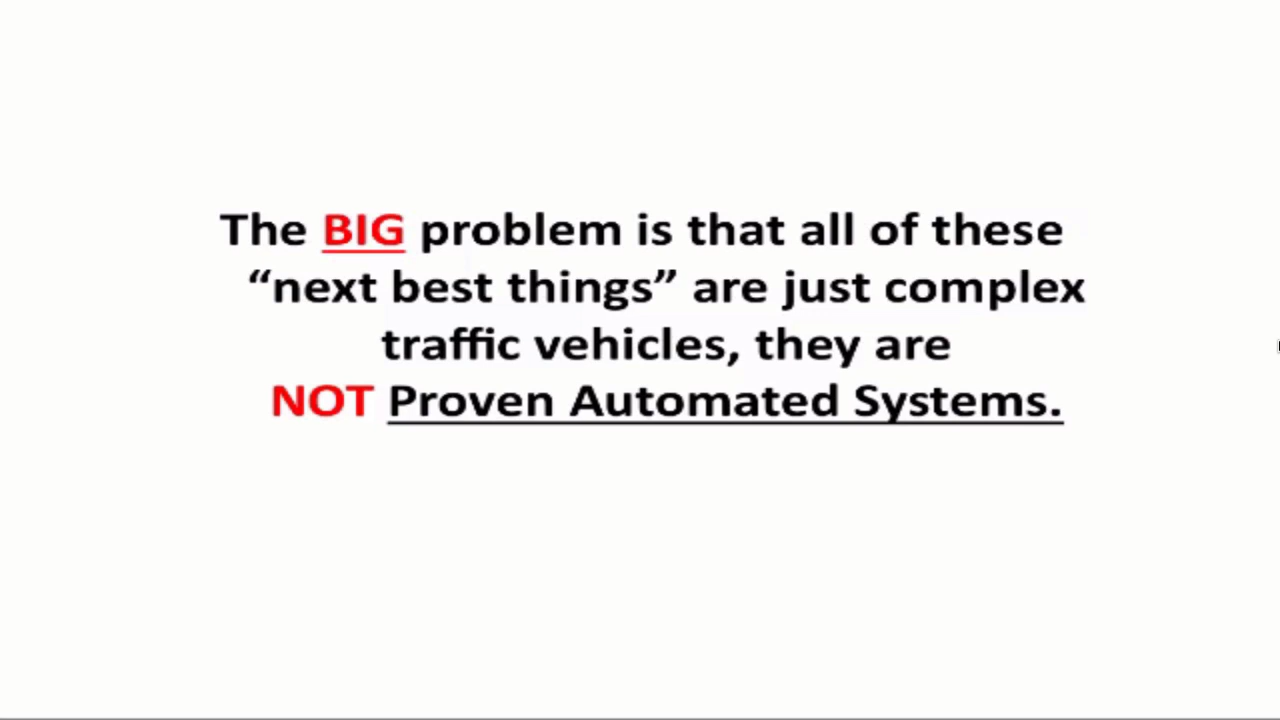 The BIG problem is that all of these
“next best things” are just complex
traffic vehicles, they are
NOT Proven Automated Systems.